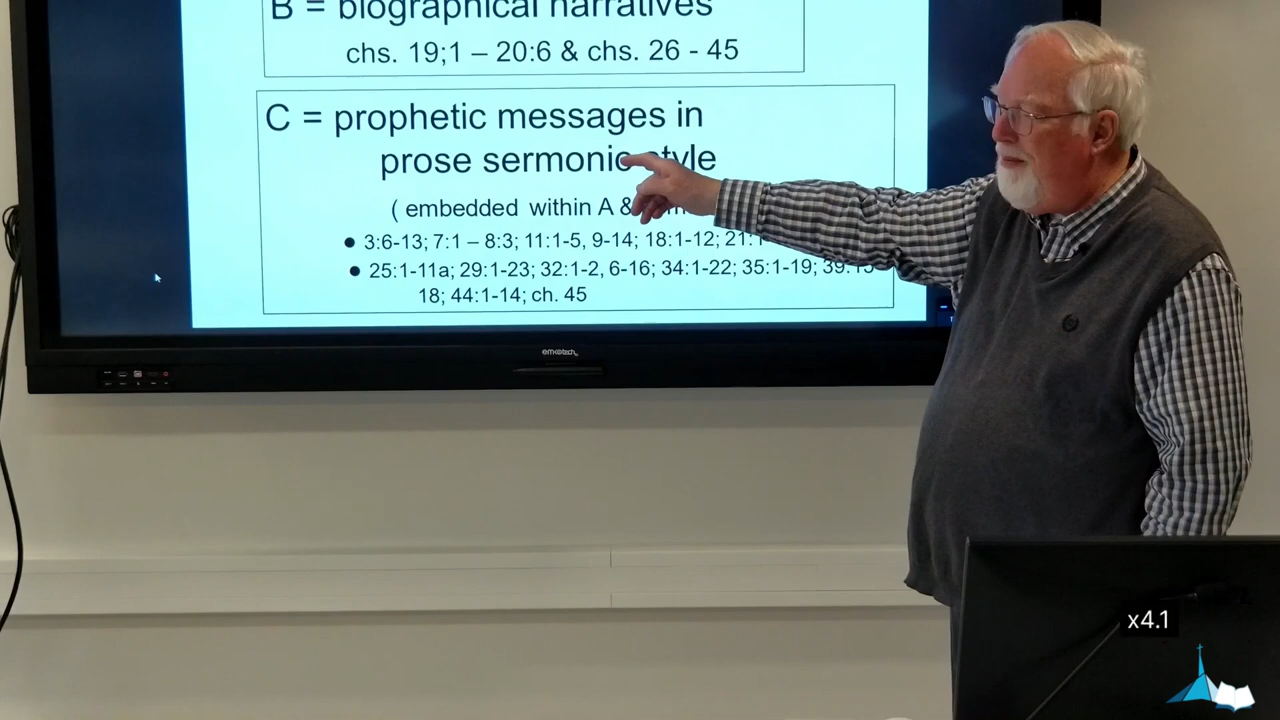 B = biographical narratives
chs. 19;1 – 20:6 & chs. 26 - 45
C = prophetic messages in
prose sermonic style
( embedded within A &
● 3:6-13; 7:1 – 8:3; 11:1-5, 9-14; 18:1-12;
● 25:1-11a; 29:1-23; 32:1-2, 6-16; 34:1-22; 35:1-19; 39:15-
18; 44:1-14; ch. 45
emcotech
x4.1